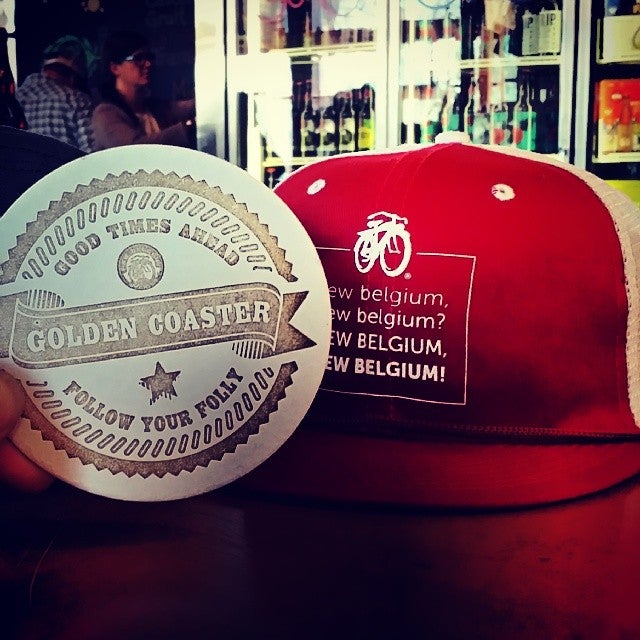 GOOD TIMES AHEAD
GOLDEN COASTER
FOLLOW YOUR FOLLY
ew belgium,
ew belgium?
EW BELGIUM,
EW BELGIUM!